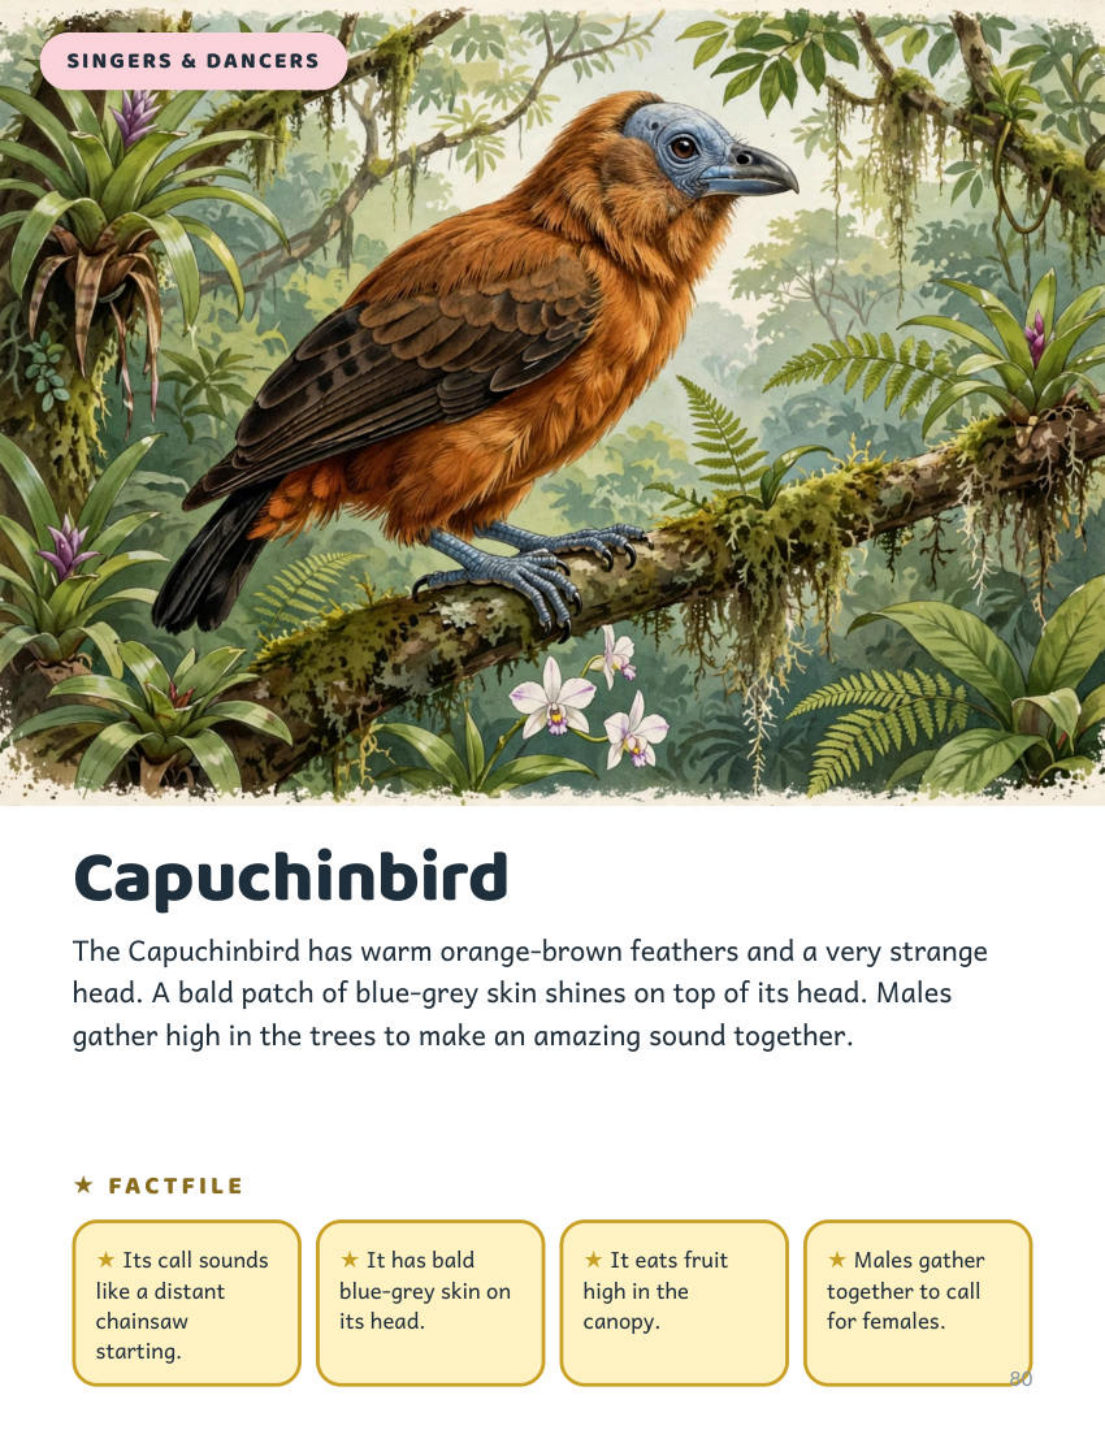 SINGERS & DANCERS
Capuchinbird
The Capuchinbird has warm orange-brown feathers and a very strange
head. A bald patch of blue-grey skin shines on top of its head. Males
gather high in the trees to make an amazing sound together.
★ FACTFILE
★ Its call sounds
like a distant
chainsaw
starting.
★ It has bald
blue-grey skin on
its head.
★ It eats fruit
high in the
canopy.
★ Males gather
together to call
for females.
80